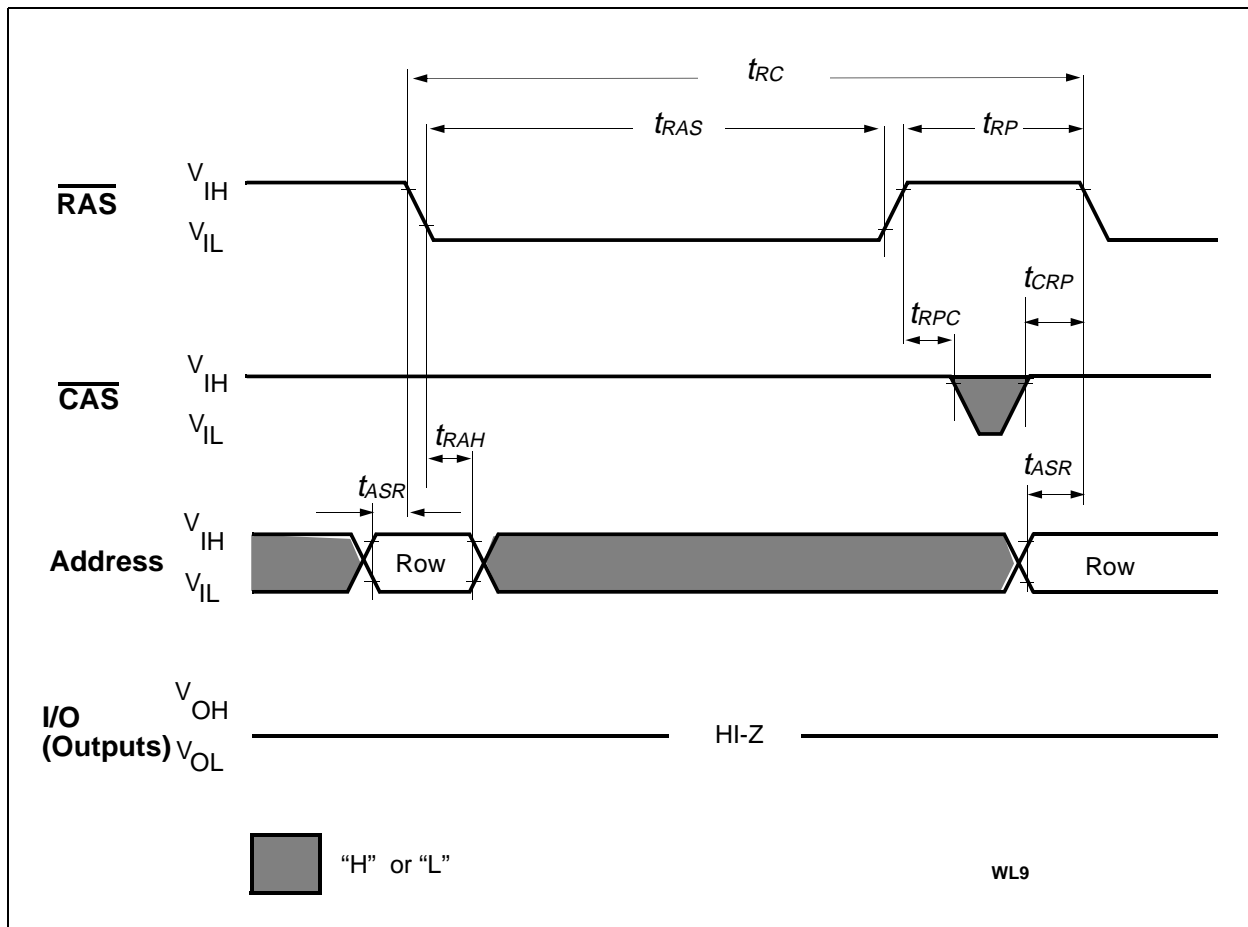 tRC
tRAS
tRP
RAS
VIH
VIL
tCRP
tRPC
CAS
VIH
VIL
tRAH
tASR
tASR
Address
VIH
VIL
Row
Row
I/O
(Outputs)
VOH
VOL
HI-Z
“H” or “L”
WL9